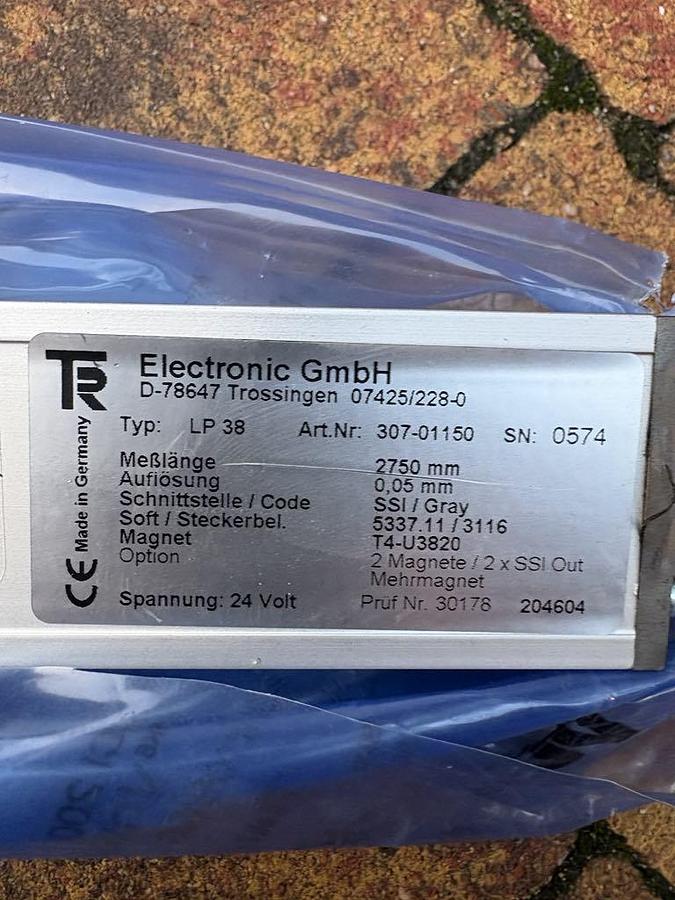 TR Electronic GmbH
D-78647 Trossingen 07425/228-0
Typ: LP 38 Art.Nr: 307-01150 SN: 0574
Meßlänge 2750 mm
Auflösung 0,05 mm
Schnittstelle / Code SSI / Gray
Soft / Steckerbel. 5337.11 / 3116
Magnet T4-U3820
Option 2 Magnete / 2 x SSI Out
Mehrmagnet
Spannung: 24 Volt Prüf Nr. 30178 204604
CE Made in Germany